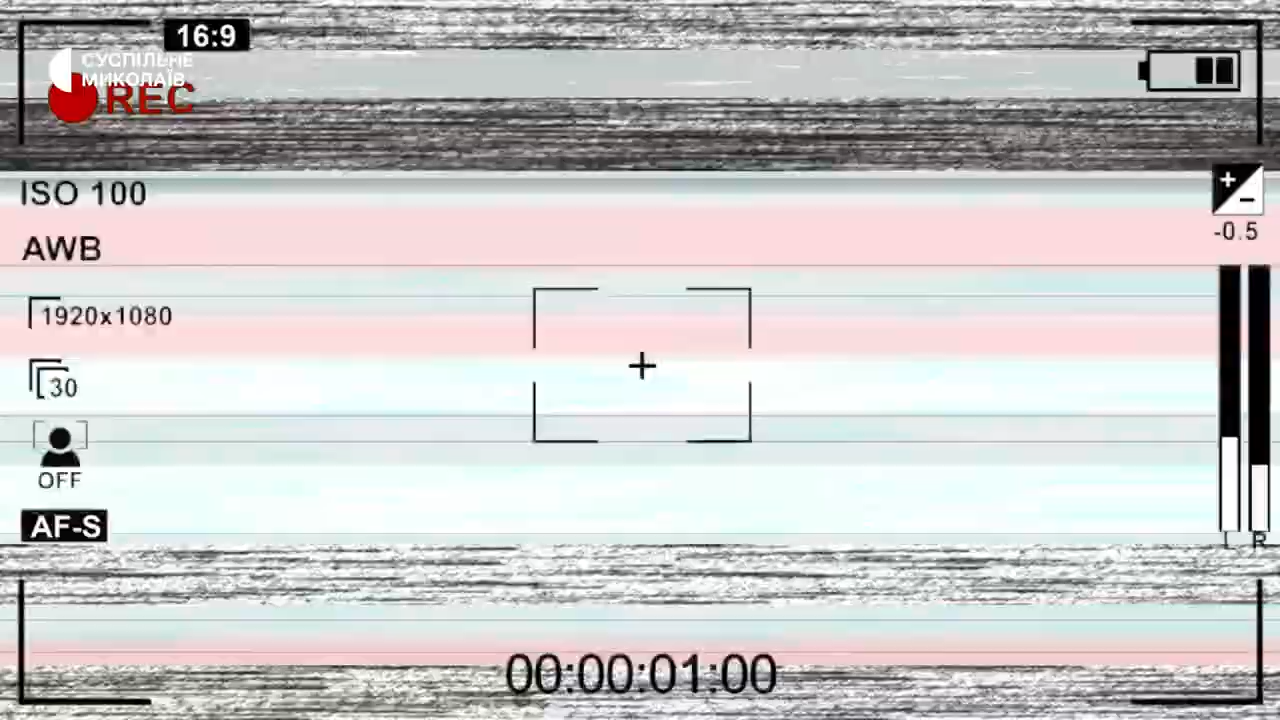 16:9
СУСПІЛЬНЕ
МИКОЛАЇВ
REC
ISO 100
AWB
-0.5
1920x1080
30
OFF
AF-S
L R
00:00:01:00